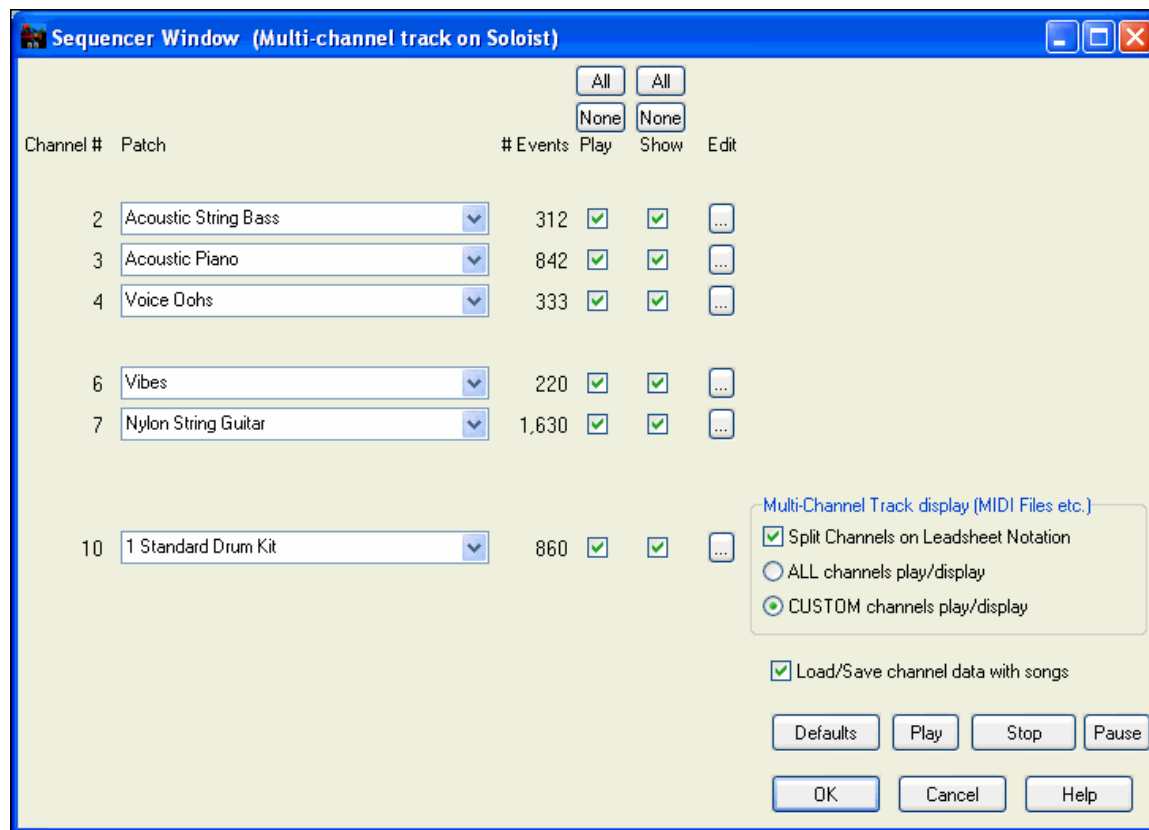 Sequencer Window (Multi-channel track on Soloist)
All All
None None
Channel # Patch # Events Play Show Edit
2 Acoustic String Bass 312 ...
3 Acoustic Piano 842 ...
4 Voice Oohs 333 ...
6 Vibes 220 ...
7 Nylon String Guitar 1,630 ...
Multi-Channel Track display (MIDI Files etc.)
Split Channels on Leadsheet Notation
10 1 Standard Drum Kit 860 ...
ALL channels play/display
CUSTOM channels play/display
Load/Save channel data with songs
Defaults Play Stop Pause
OK Cancel Help